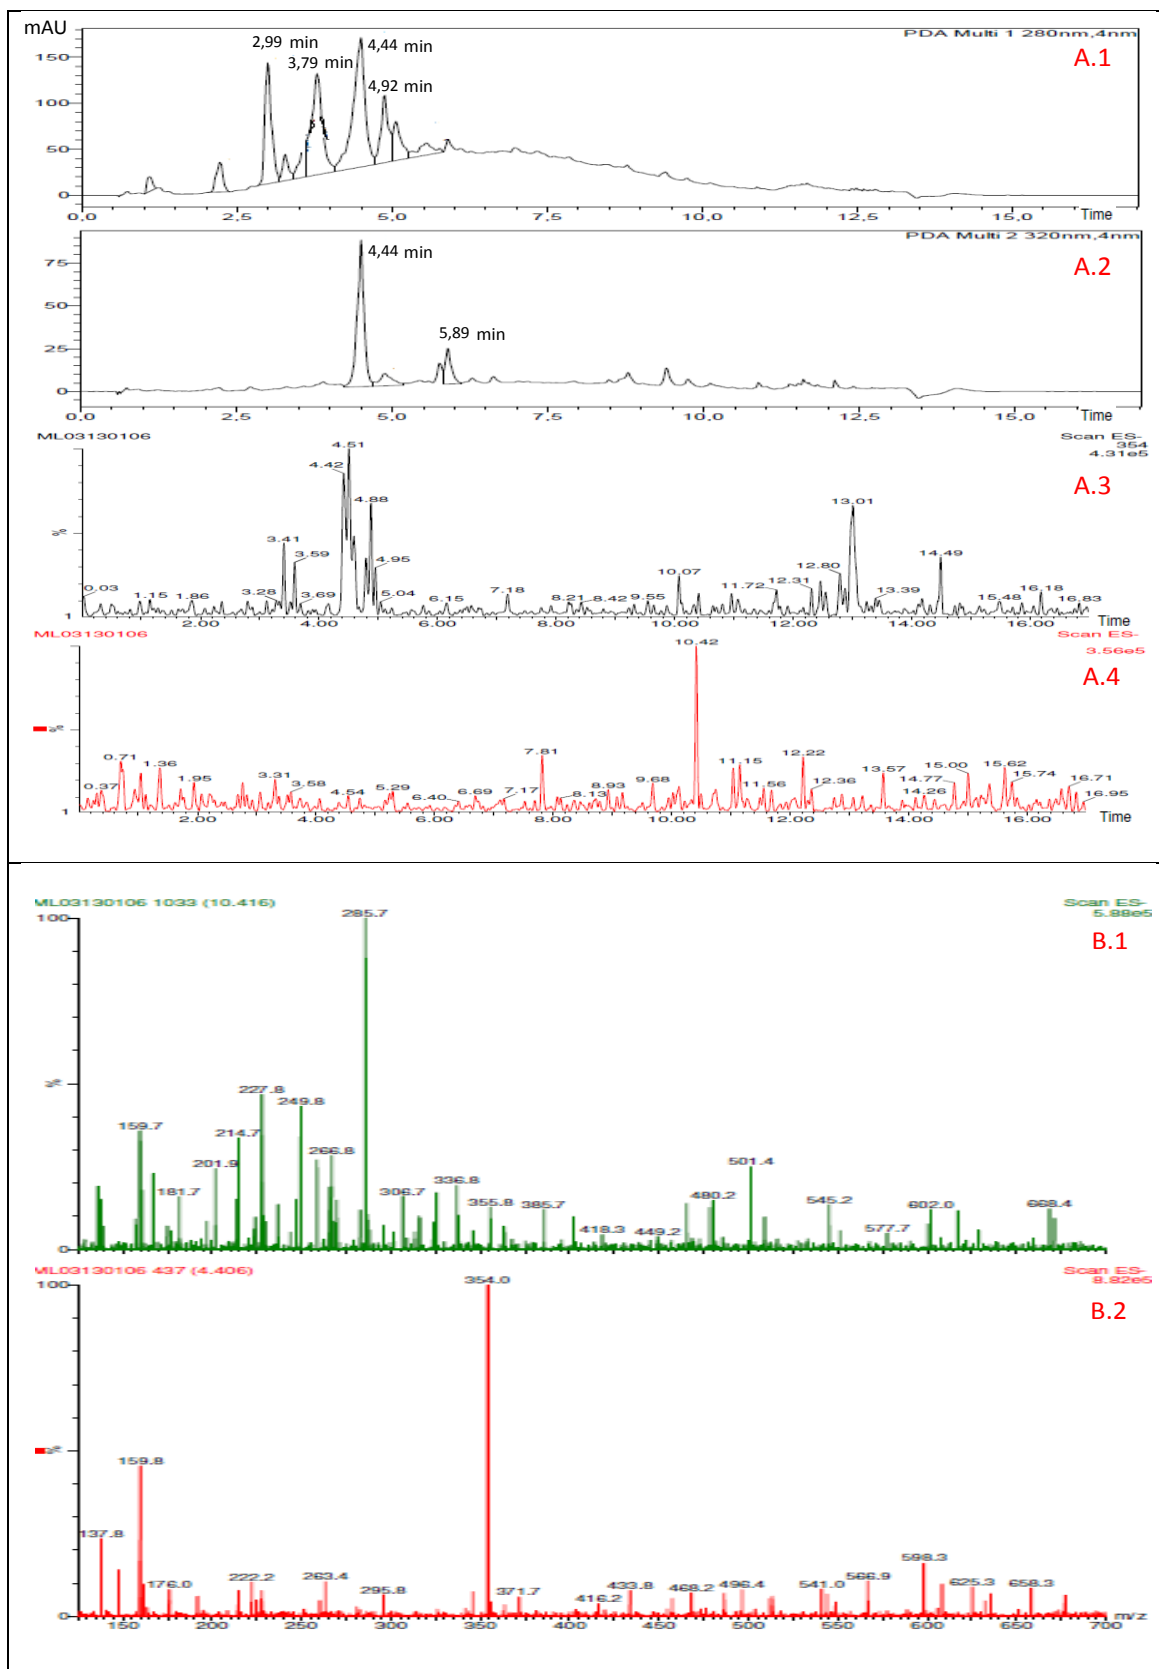 mAU
PDA Multi 1 280nm,4nm
A.1
2,99 min
3,79 min
4,44 min
4,92 min
150
100
50
0
0,0 2,5 5,0 7,5 10,0 12,5 15,0 Time
PDA Multi 2 320nm,4nm
A.2
4,44 min
5,89 min
75
50
25
0
0,0 2,5 5,0 7,5 10,0 12,5 15,0 Time
ML03130106
Scan ES-
354
4.31e5
A.3
%
0.03 1.15 1.86 3.28 3.41 3.59 3.69 4.42 4.51 4.88 4.95 5.04 6.15 7.18 8.21 8.42 9.55 10.07 11.72 12.31 12.80 13.01 13.39 14.49 15.48 16.18 16.83
1
2.00 4.00 6.00 8.00 10.00 12.00 14.00 16.00 Time
ML03130106
Scan ES-
3.56e5
A.4
%
0.37 0.71 1.36 1.95 3.31 3.58 4.54 5.29 6.40 6.69 7.17 7.81 8.13 8.93 9.68 10.42 11.15 11.56 12.22 12.36 13.57 14.26 14.77 15.00 15.62 15.74 16.71 16.95
1
2.00 4.00 6.00 8.00 10.00 12.00 14.00 16.00 Time
ML03130106 1033 (10.416)
Scan ES-
5.88e5
B.1
100
%
0
159.7 181.7 201.9 214.7 227.8 249.8 266.8 285.7 306.7 336.8 355.8 385.7 418.3 449.2 480.2 501.4 545.2 577.7 602.0 668.4
ML03130106 437 (4.406)
Scan ES-
8.82e5
B.2
100
%
0
137.8 159.8 176.0 222.2 263.4 295.8 354.0 371.7 416.2 433.8 468.2 496.4 541.0 566.9 598.3 625.3 658.3
150 200 250 300 350 400 450 500 550 600 650 700 m/z